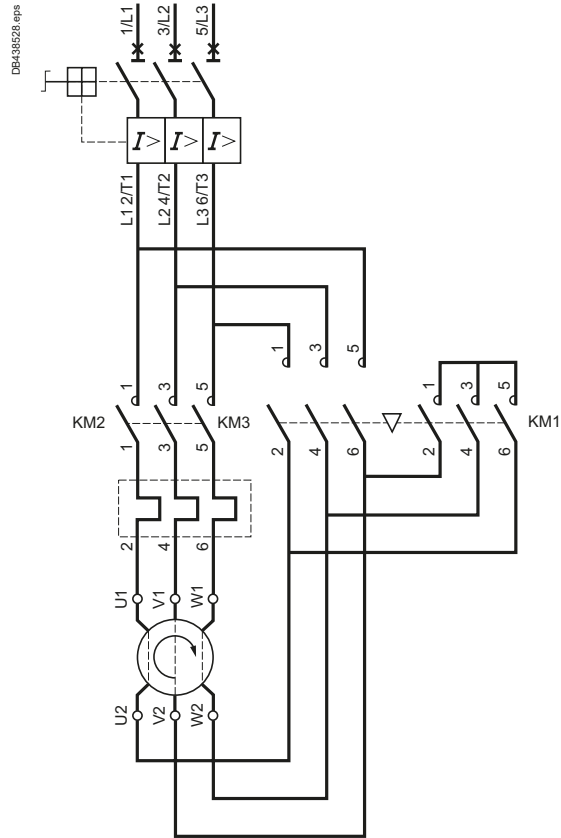 DB438528.eps
1/L1
3/L2
5/L3
I> I> I>
L1 2/T1
L2 4/T2
L3 6/T3
1 3 5
1 3 5
1 3 5
KM2
KM3
KM1
1 3 5
2 4 6
2 4 6
2 4 6
U1
V1
W1
U2
V2
W2